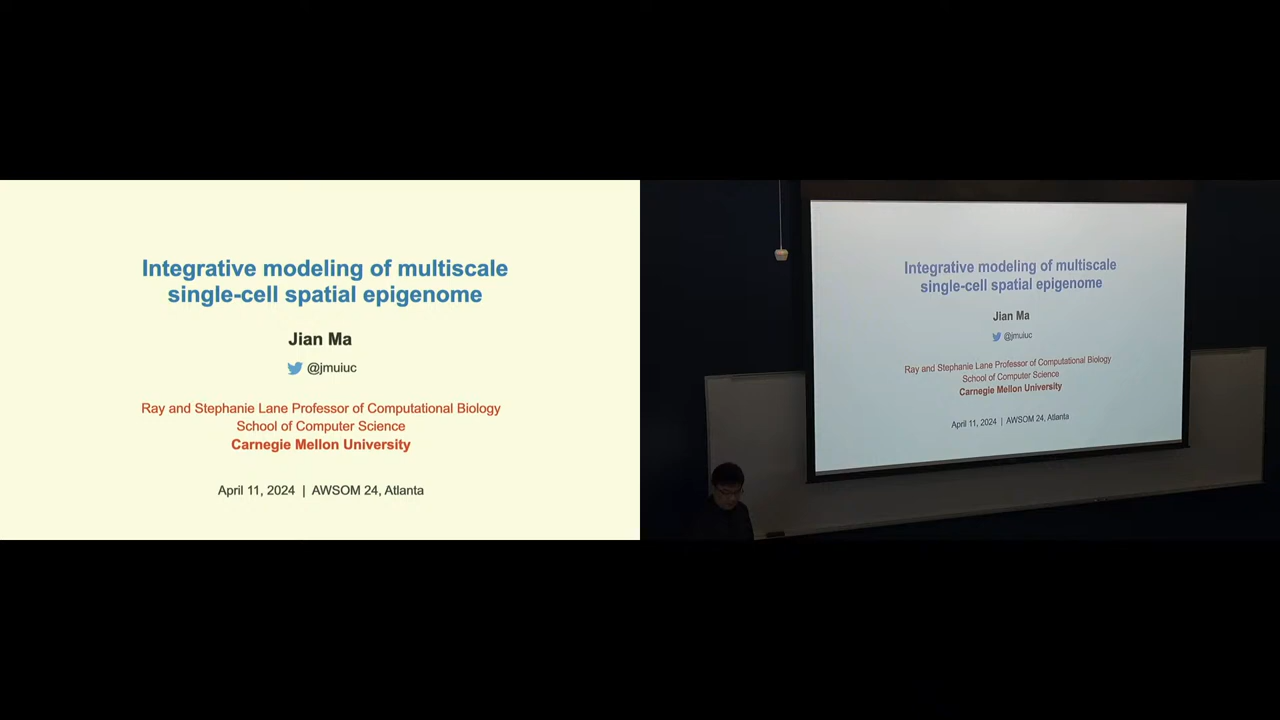 Integrative modeling of multiscale
single-cell spatial epigenome
Jian Ma
@jmuiuc
Ray and Stephanie Lane Professor of Computational Biology
School of Computer Science
Carnegie Mellon University
April 11, 2024 | AWSOM 24, Atlanta
Integrative modeling of multiscale
single-cell spatial epigenome
Jian Ma
@jmuiuc
Ray and Stephanie Lane Professor of Computational Biology
School of Computer Science
Carnegie Mellon University
April 11, 2024 | AWSOM 24, Atlanta